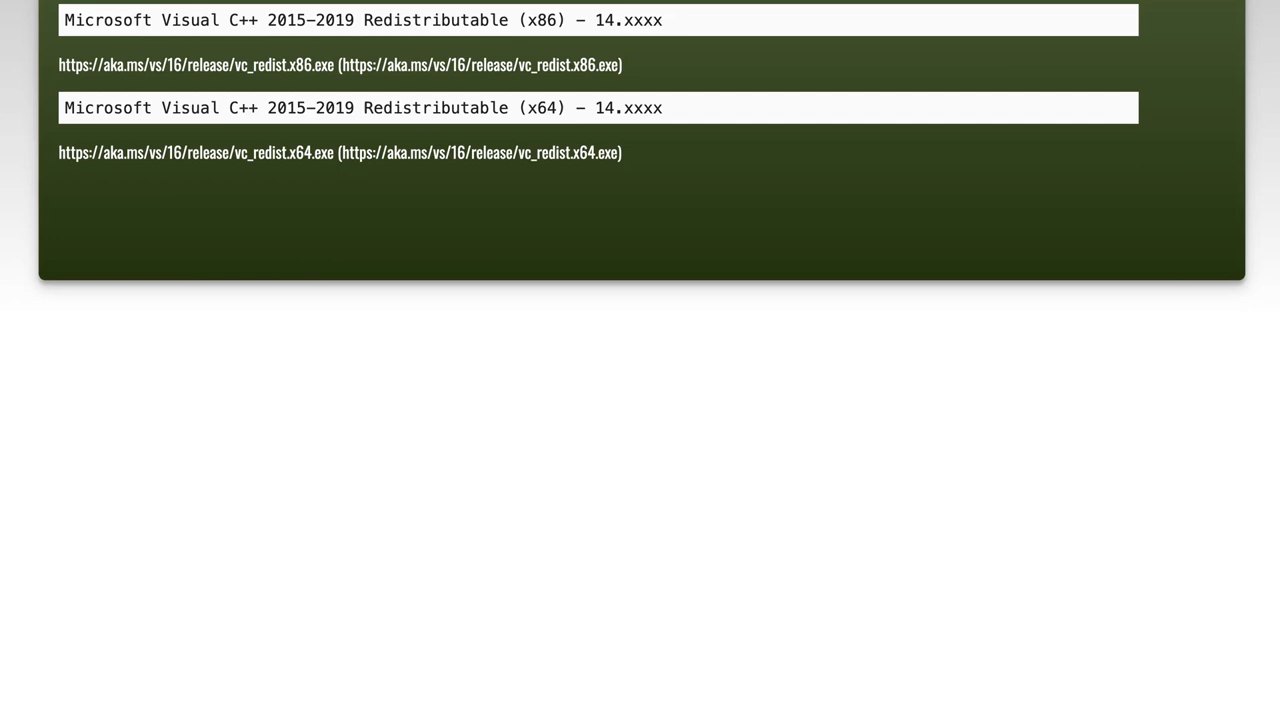 Microsoft Visual C++ 2015-2019 Redistributable (x86) - 14.xxxx
https://aka.ms/vs/16/release/vc_redist.x86.exe (https://aka.ms/vs/16/release/vc_redist.x86.exe)
Microsoft Visual C++ 2015-2019 Redistributable (x64) - 14.xxxx
https://aka.ms/vs/16/release/vc_redist.x64.exe (https://aka.ms/vs/16/release/vc_redist.x64.exe)